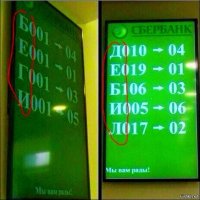 Б001 → 04
Е001 → 01
Г001 → 03
И001 → 05
Мы вам рады!
СБЕРБАНК
Д010 → 04
Е019 → 01
Б106 → 03
И005 → 06
Л017 → 02
Мы вам рады!